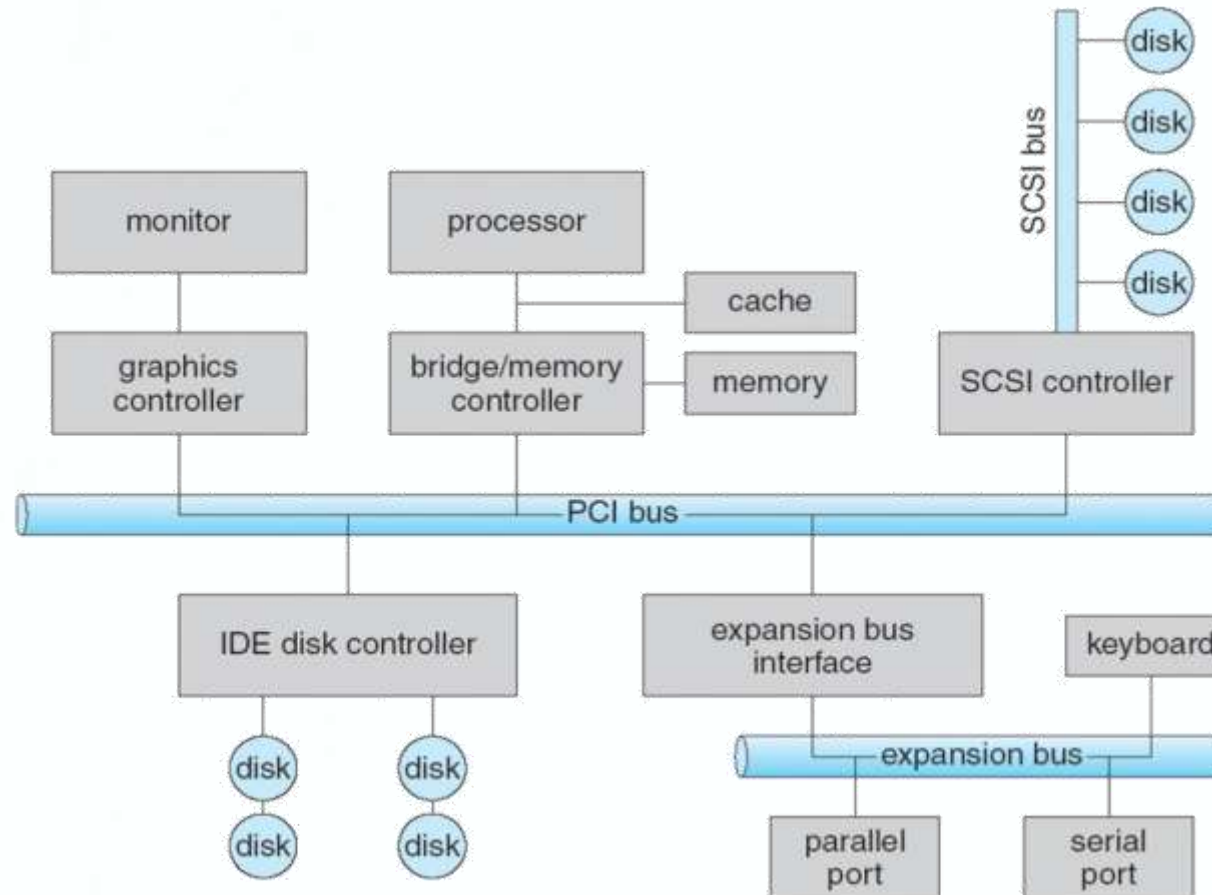 disk
disk
disk
disk
SCSI bus
monitor
processor
cache
graphics
controller
bridge/memory
controller
memory
SCSI controller
PCI bus
IDE disk controller
expansion bus
interface
keyboard
disk
disk
expansion bus
disk
disk
parallel
port
serial
port